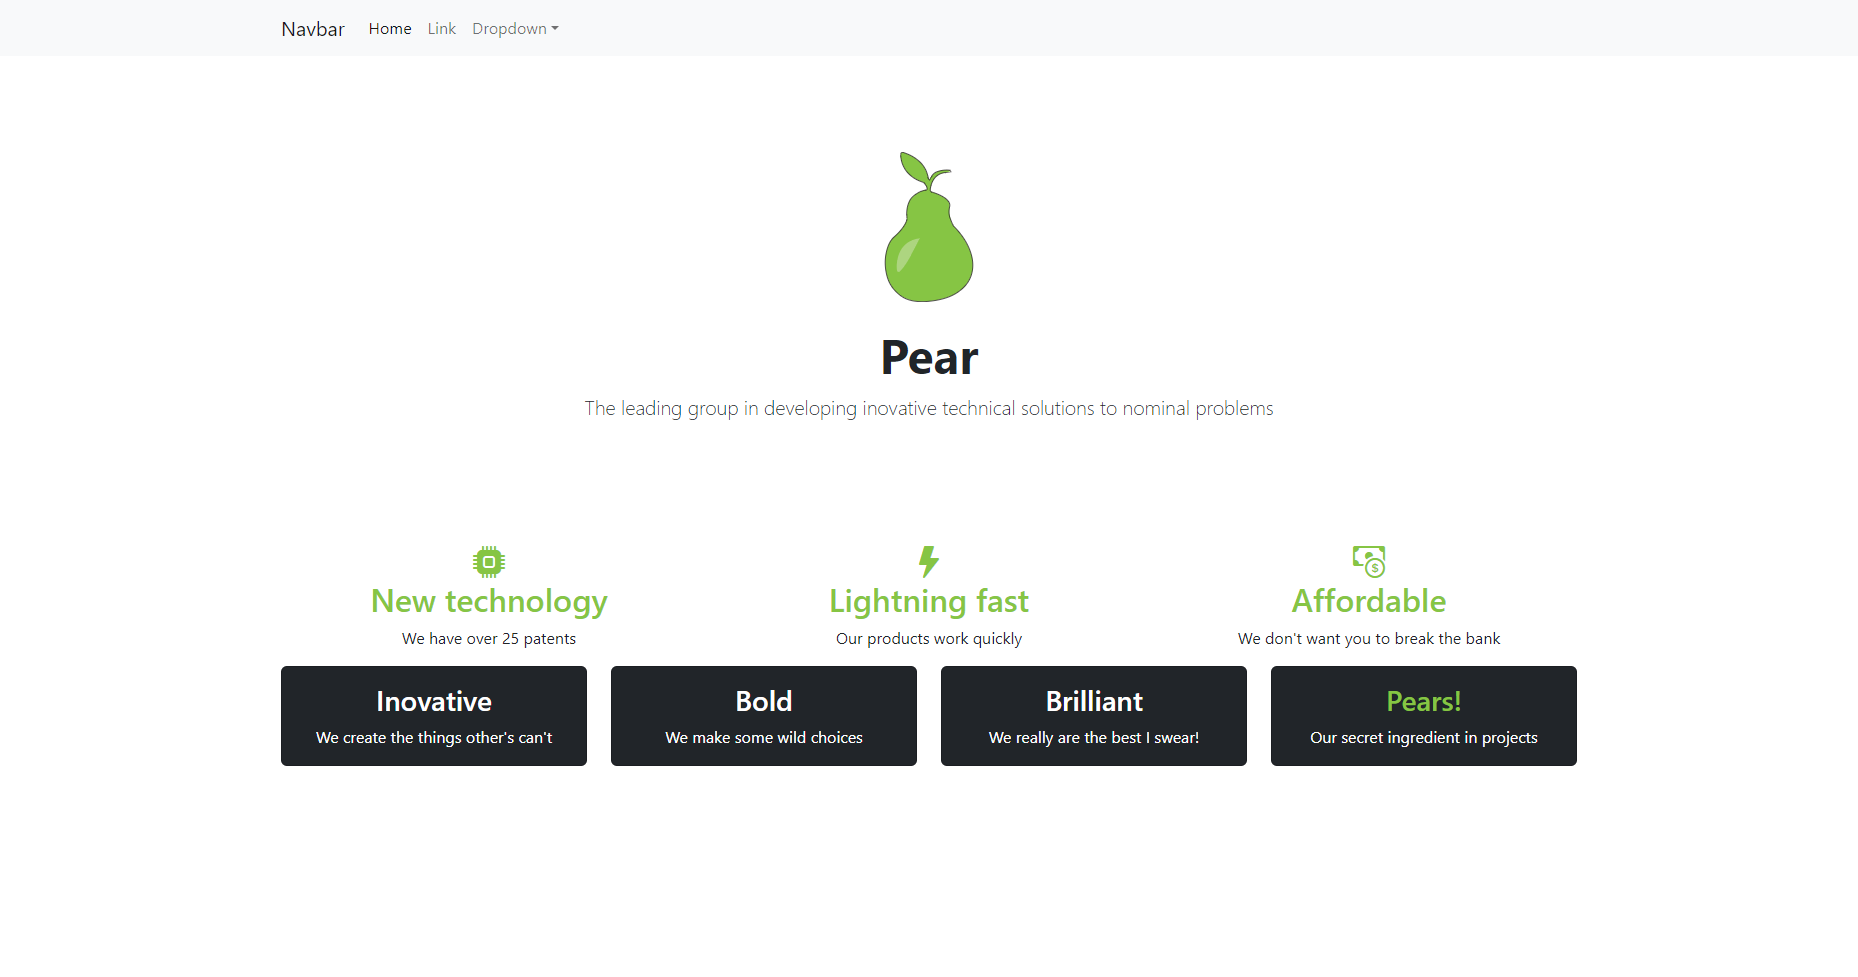 Navbar Home Link Dropdown
Pear
The leading group in developing inovative technical solutions to nominal problems
New technology
We have over 25 patents
Lightning fast
Our products work quickly
$
Affordable
We don't want you to break the bank
Inovative
We create the things other's can't
Bold
We make some wild choices
Brilliant
We really are the best I swear!
Pears!
Our secret ingredient in projects